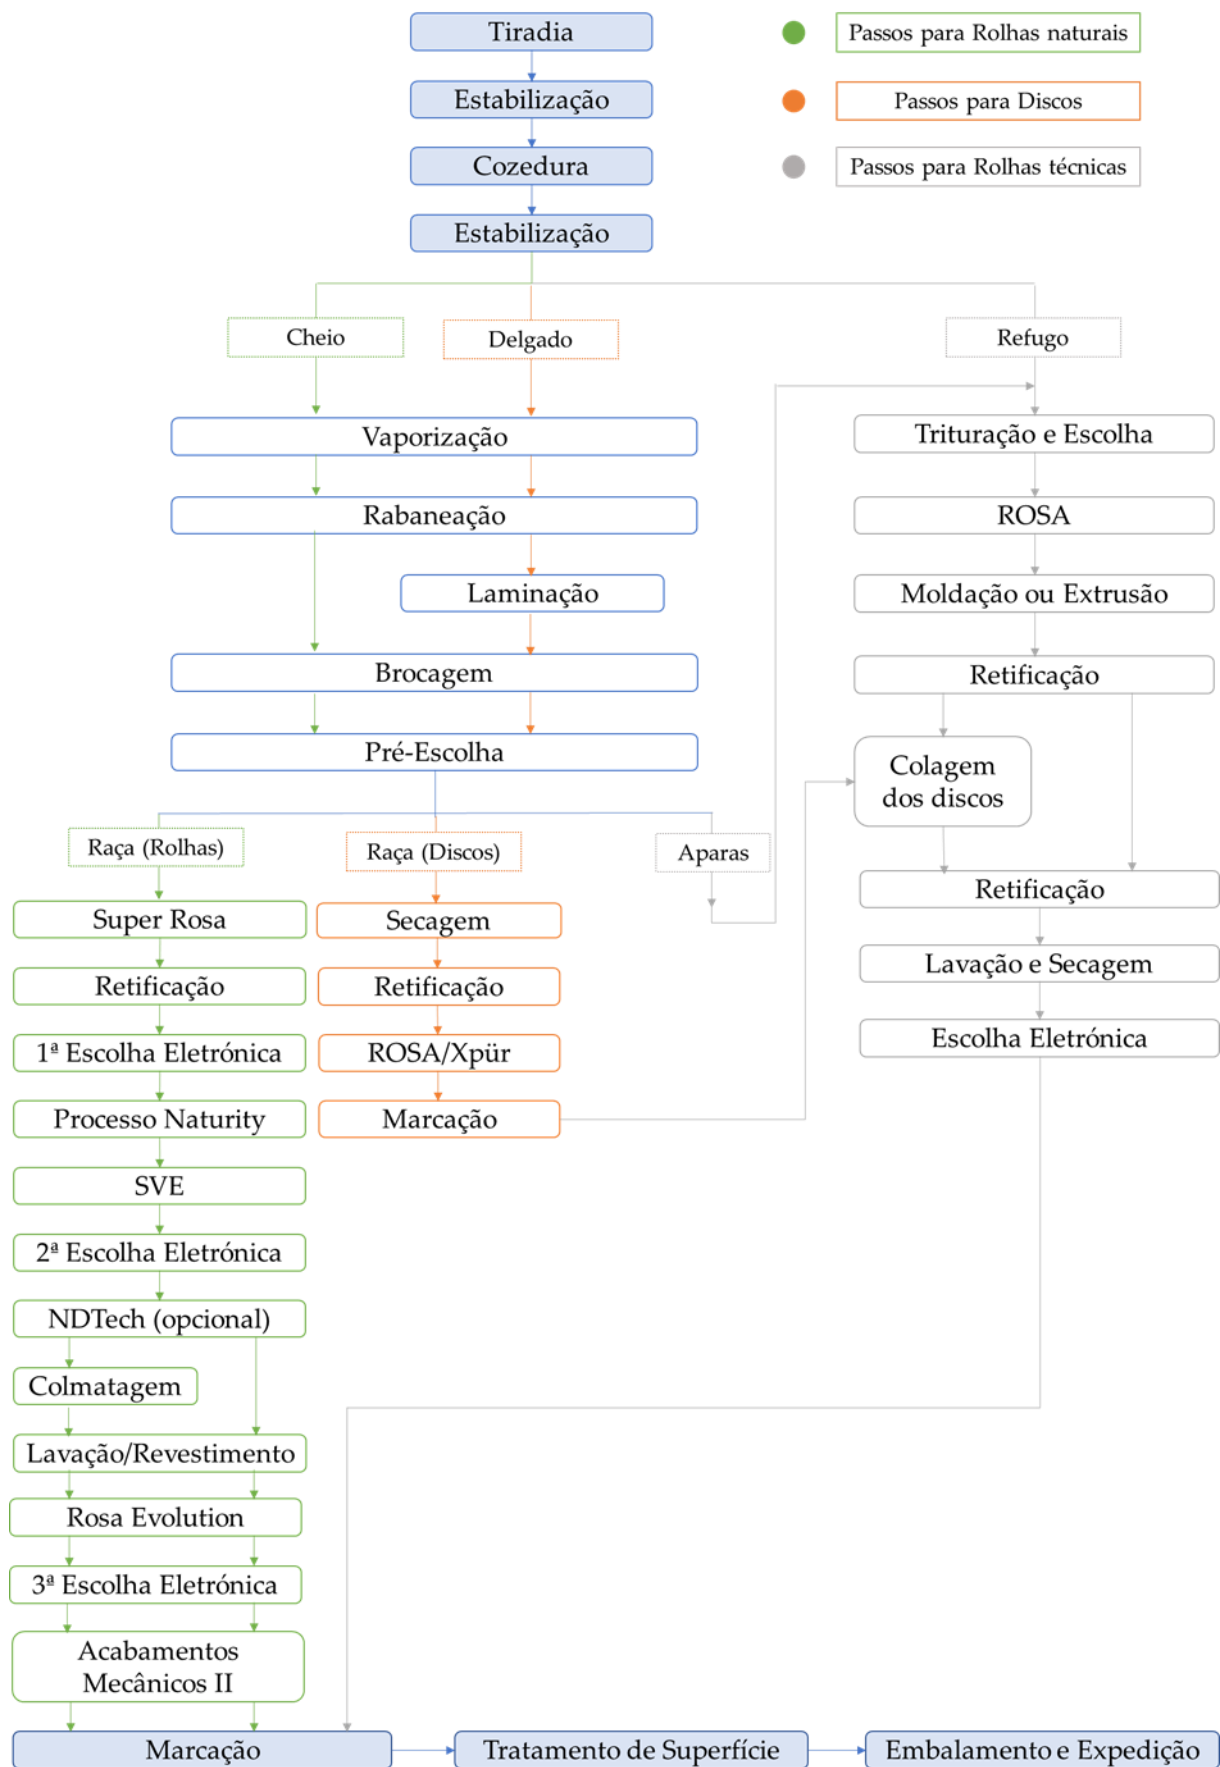 Tiradia
Passos para Rolhas naturais
Estabilização
Passos para Discos
Cozedura
Passos para Rolhas técnicas
Estabilização
Cheio
Delgado
Refugo
Vaporização
Trituração e Escolha
Rabaneação
ROSA
Laminação
Moldação ou Extrusão
Brocagem
Retificação
Pré-Escolha
Colagem
dos discos
Raça (Rolhas)
Raça (Discos)
Aparas
Retificação
Super Rosa
Secagem
Lavação e Secagem
Retificação
Retificação
Escolha Eletrónica
1ª Escolha Eletrónica
ROSA/Xpür
Processo Naturity
Marcação
SVE
2ª Escolha Eletrónica
NDTech (opcional)
Colmatagem
Lavação/Revestimento
Rosa Evolution
3ª Escolha Eletrónica
Acabamentos
Mecânicos II
Marcação
Tratamento de Superfície
Embalamento e Expedição